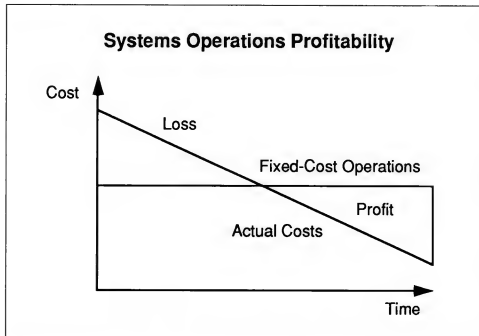 Systems Operations Profitability
Cost
Loss
Fixed-Cost Operations
Profit
Actual Costs
Time